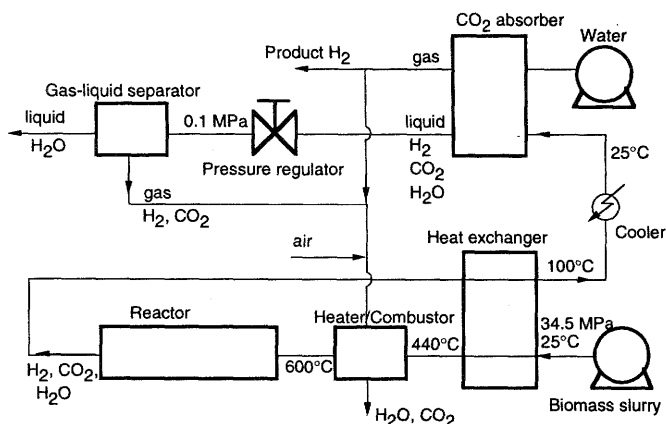 CO₂ absorber
Water
Product H₂
gas
Gas-liquid separator
liquid
0.1 MPa
liquid
H₂O
H₂
CO₂
H₂O
25°C
Pressure regulator
gas
H₂, CO₂
Cooler
air
Heat exchanger
100°C
Reactor
Heater/Combustor
34.5 MPa
25°C
440°C
600°C
H₂, CO₂,
H₂O
H₂O, CO₂
Biomass slurry